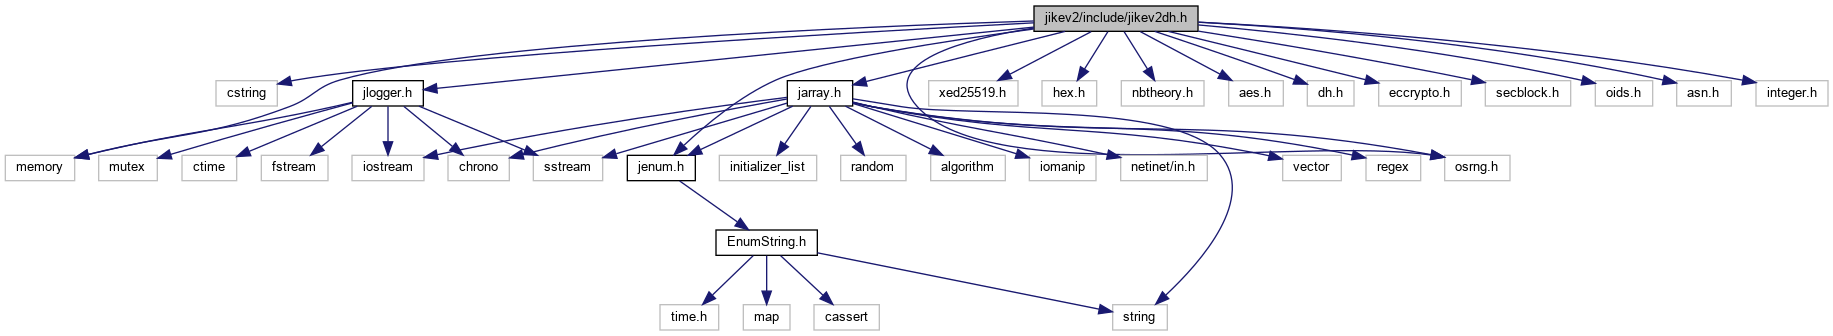 jikev2/include/jikev2dh.h
cstring
jlogger.h
jarray.h
xed25519.h
hex.h
nbtheory.h
aes.h
dh.h
eccrypto.h
secblock.h
oids.h
asn.h
integer.h
memory
mutex
ctime
fstream
iostream
chrono
sstream
jenum.h
initializer_list
random
algorithm
iomanip
netinet/in.h
vector
regex
osrng.h
EnumString.h
time.h
map
cassert
string